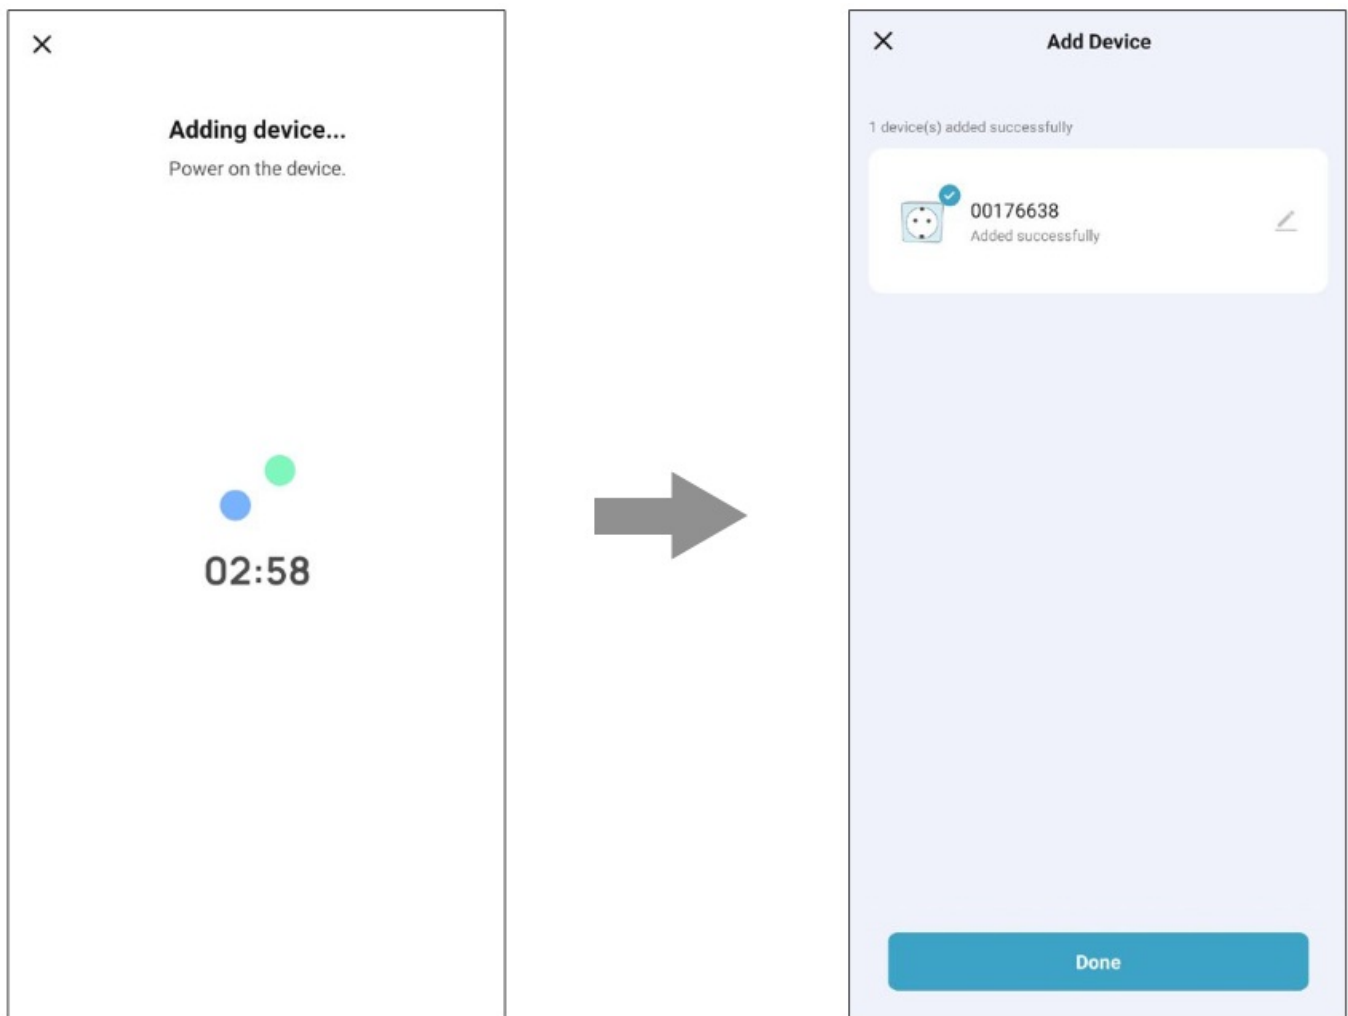 Adding device...
Power on the device.
02:58
Add Device
1 device(s) added successfully
00176638
Added successfully
Done